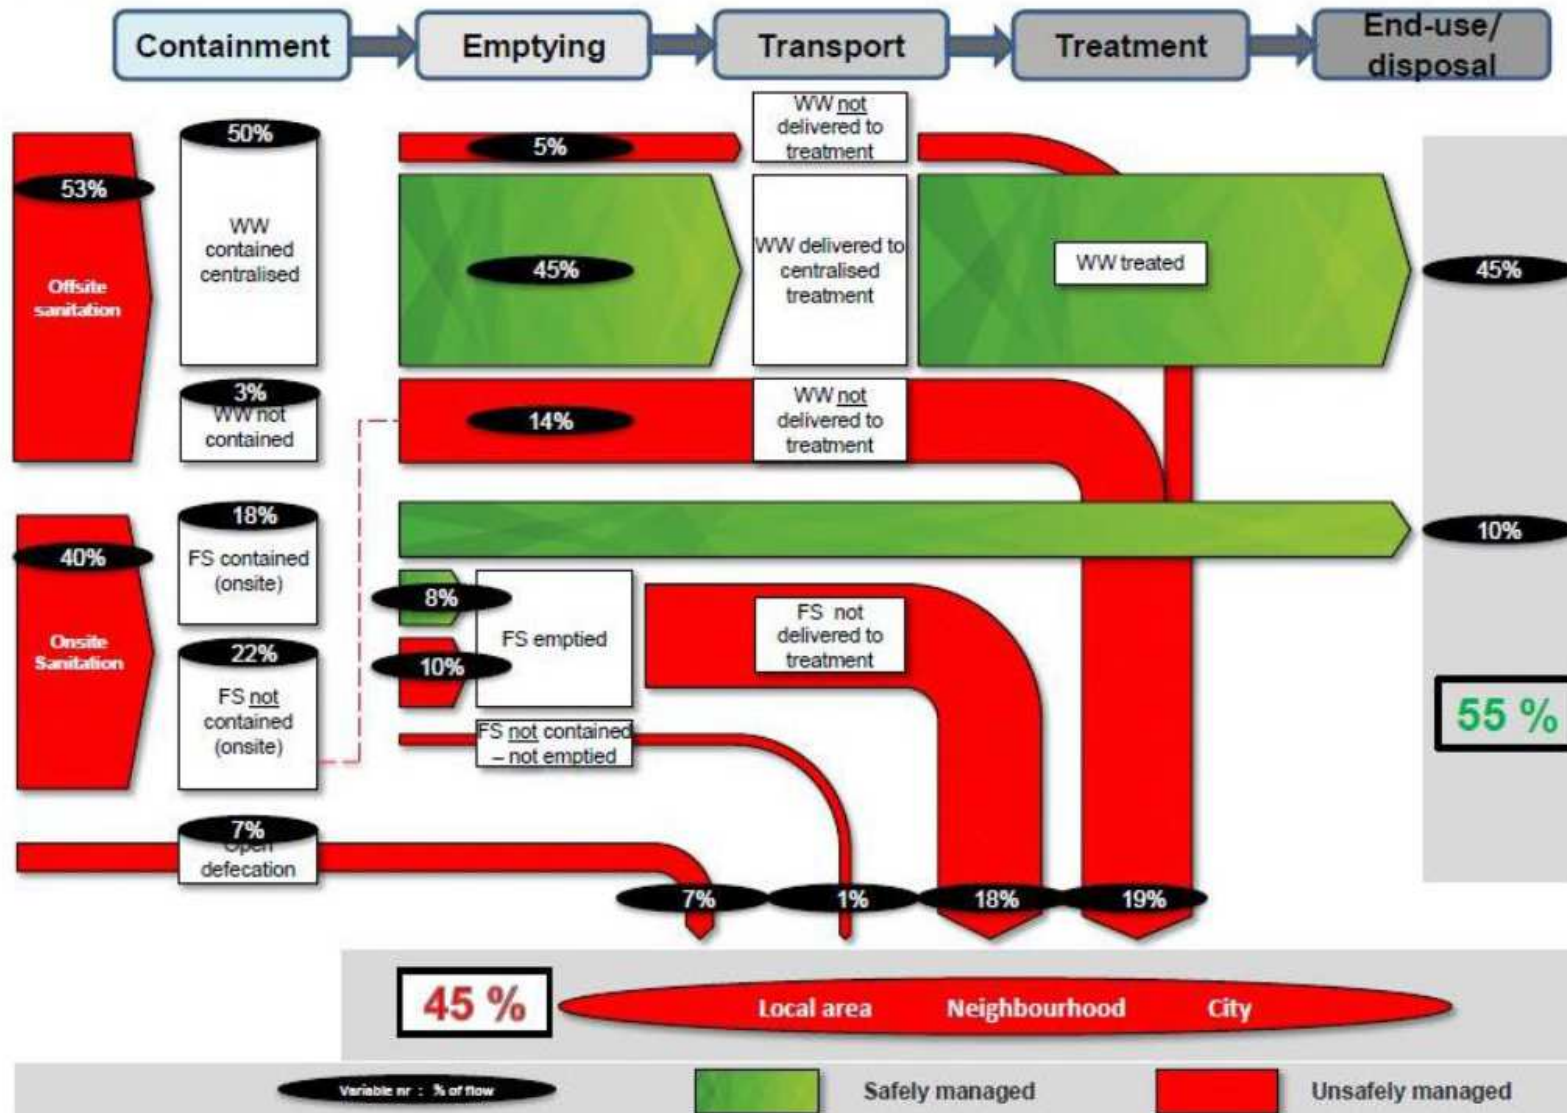 Containment
Emptying
Transport
Treatment
End-use/
disposal
50%
WW
contained
centralised
53%
Offsite
sanitation
3%
WW not
contained
5%
WW not
delivered to
treatment
45%
WW delivered to
centralised
treatment
WW treated
45%
14%
WW not
delivered to
treatment
18%
FS contained
(onsite)
40%
Onsite
Sanitation
22%
FS not
contained
(onsite)
10%
8%
10%
FS emptied
FS not
delivered to
treatment
FS not contained
– not emptied
55 %
7%
Open
defecation
7%
1%
18%
19%
45 %
Local area
Neighbourhood
City
Variable nr : % of flow
Safely managed
Unsafely managed